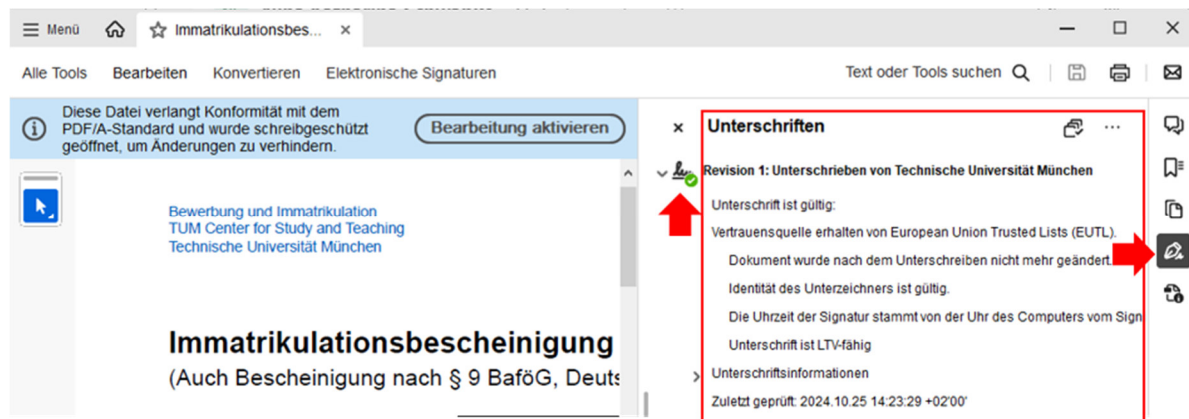 Menü
Immatrikulationsbes...
Alle Tools Bearbeiten Konvertieren Elektronische Signaturen Text oder Tools suchen
Diese Datei verlangt Konformität mit dem
PDF/A-Standard und wurde schreibgeschützt
geöffnet, um Änderungen zu verhindern.
Bearbeitung aktivieren
Bewerbung und Immatrikulation
TUM Center for Study and Teaching
Technische Universität München
Immatrikulationsbescheinigung
(Auch Bescheinigung nach § 9 BaföG, Deuts
Unterschriften
Revision 1: Unterschrieben von Technische Universität München
Unterschrift ist gültig:
Vertrauensquelle erhalten von European Union Trusted Lists (EUTL).
Dokument wurde nach dem Unterschreiben nicht mehr geändert.
Identität des Unterzeichners ist gültig.
Die Uhrzeit der Signatur stammt von der Uhr des Computers vom Sign
Unterschrift ist LTV-fähig
Unterschriftsinformationen
Zuletzt geprüft: 2024.10.25 14:23:29 +02'00'